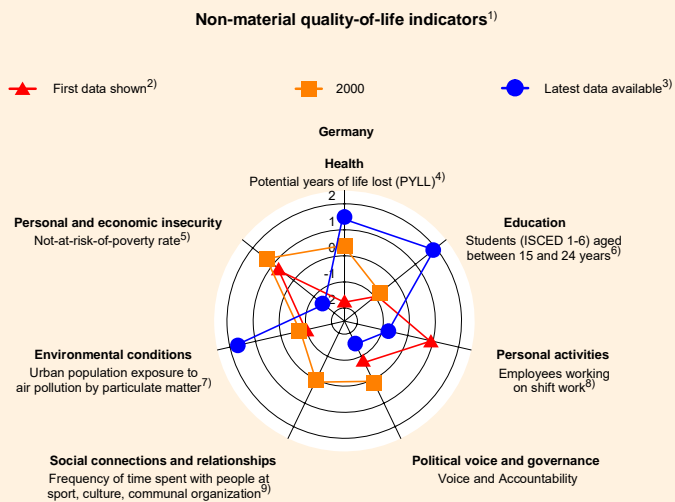 Non-material quality-of-life indicators1)
First data shown2)
2000
Latest data available3)
Germany
Health
Potential years of life lost (PYLL)4)
2
1
0
-1
-2
Personal and economic insecurity
Not-at-risk-of-poverty rate5)
Education
Students (ISCED 1-6) aged
between 15 and 24 years6)
Environmental conditions
Urban population exposure to
air pollution by particulate matter7)
Personal activities
Employees working
on shift work8)
Social connections and relationships
Frequency of time spent with people at
sport, culture, communal organization9)
Political voice and governance
Voice and Accountability